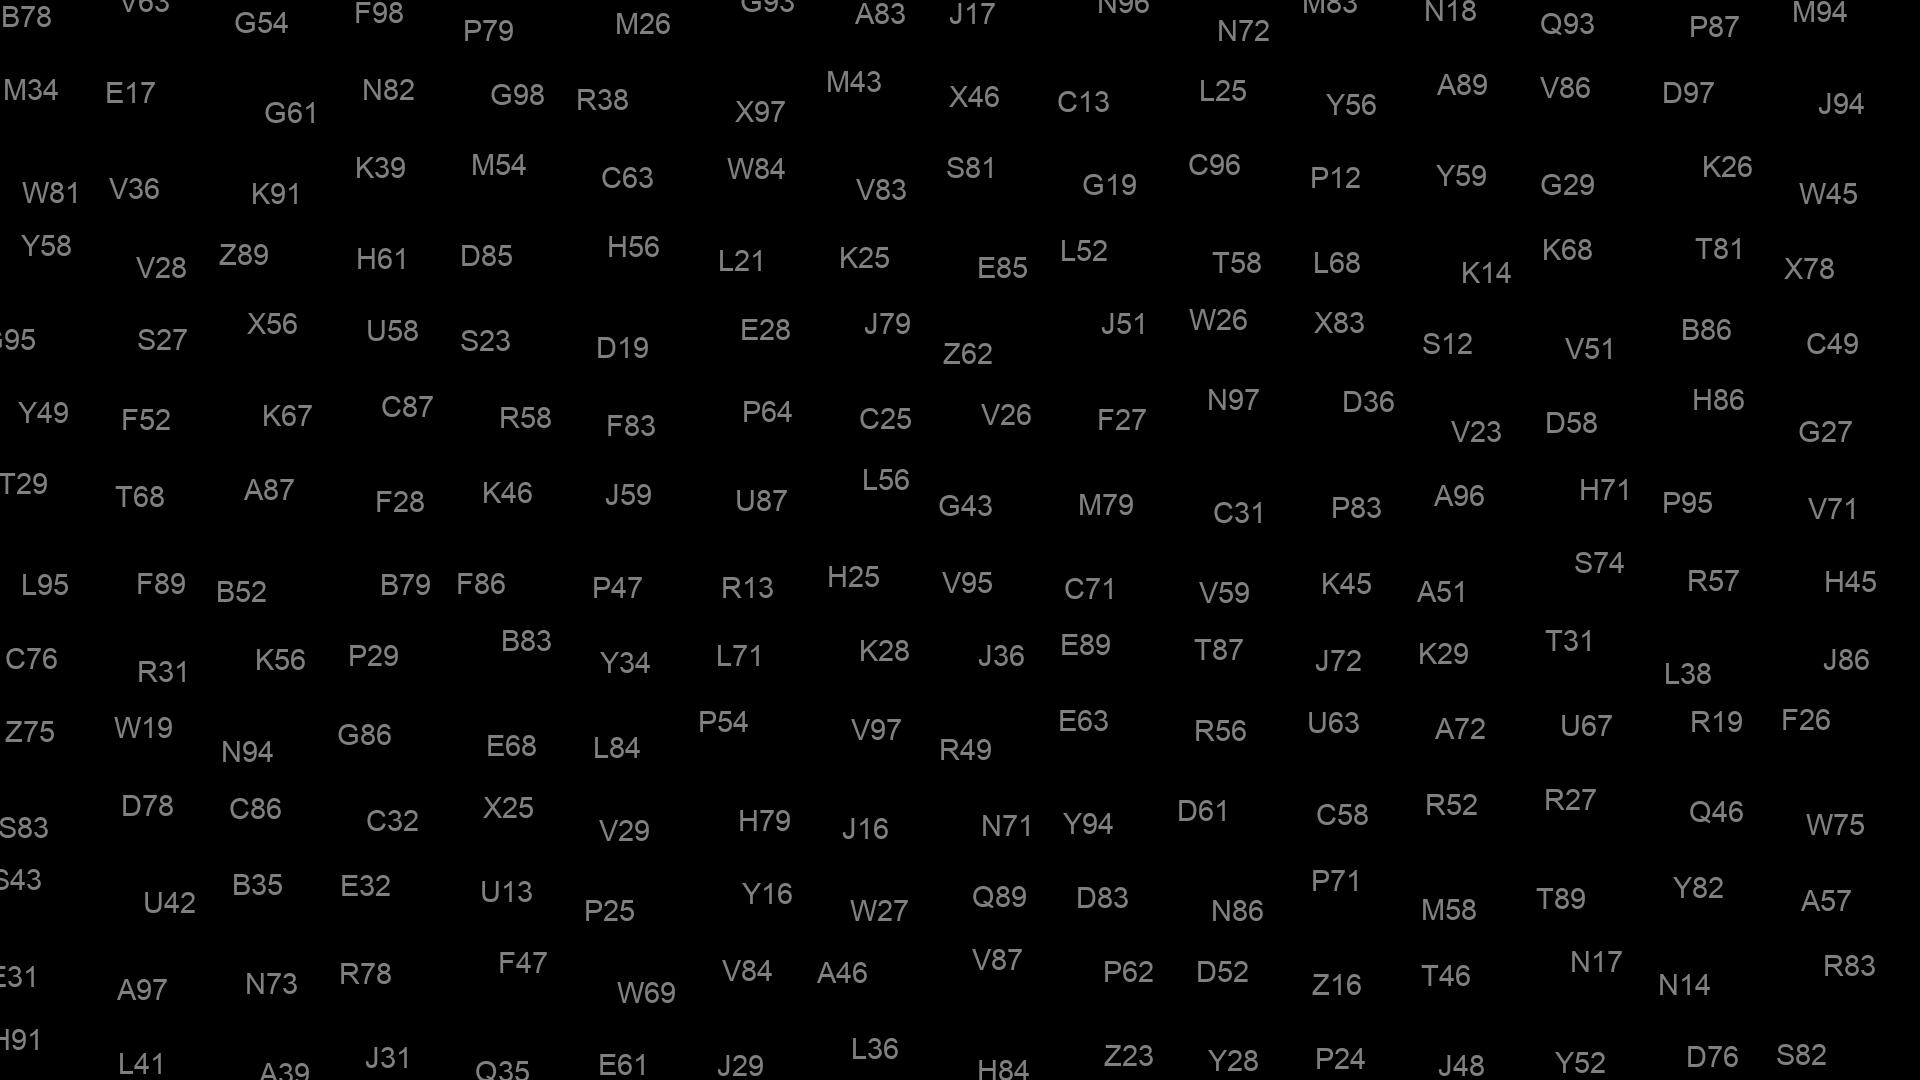 B78 V63 G54 F98 P79 M26 G93 A83 J17 N96 N72 M83 N18 Q93 P87 M94
M34 E17 G61 N82 G98 R38 X97 M43 X46 C13 L25 Y56 A89 V86 D97 J94
W81 V36 K91 K39 M54 C63 W84 V83 S81 G19 C96 P12 Y59 G29 K26 W45
Y58 V28 Z89 H61 D85 H56 L21 K25 E85 L52 T58 L68 K14 K68 T81 X78
G95 S27 X56 U58 S23 D19 E28 J79 Z62 J51 W26 X83 S12 V51 B86 C49
Y49 F52 K67 C87 R58 F83 P64 C25 V26 F27 N97 D36 V23 D58 H86 G27
T29 T68 A87 F28 K46 J59 U87 L56 G43 M79 C31 P83 A96 H71 P95 V71
L95 F89 B52 B79 F86 P47 R13 H25 V95 C71 V59 K45 A51 S74 R57 H45
C76 R31 K56 P29 B83 Y34 L71 K28 J36 E89 T87 J72 K29 T31 L38 J86
Z75 W19 N94 G86 E68 L84 P54 V97 R49 E63 R56 U63 A72 U67 R19 F26
S83 D78 C86 C32 X25 V29 H79 J16 N71 Y94 D61 C58 R52 R27 Q46 W75
S43 U42 B35 E32 U13 P25 Y16 W27 Q89 D83 N86 P71 M58 T89 Y82 A57
E31 A97 N73 R78 F47 W69 V84 A46 V87 P62 D52 Z16 T46 N17 N14 R83
H91 L41 A39 J31 Q35 E61 J29 L36 H84 Z23 Y28 P24 J48 Y52 D76 S82